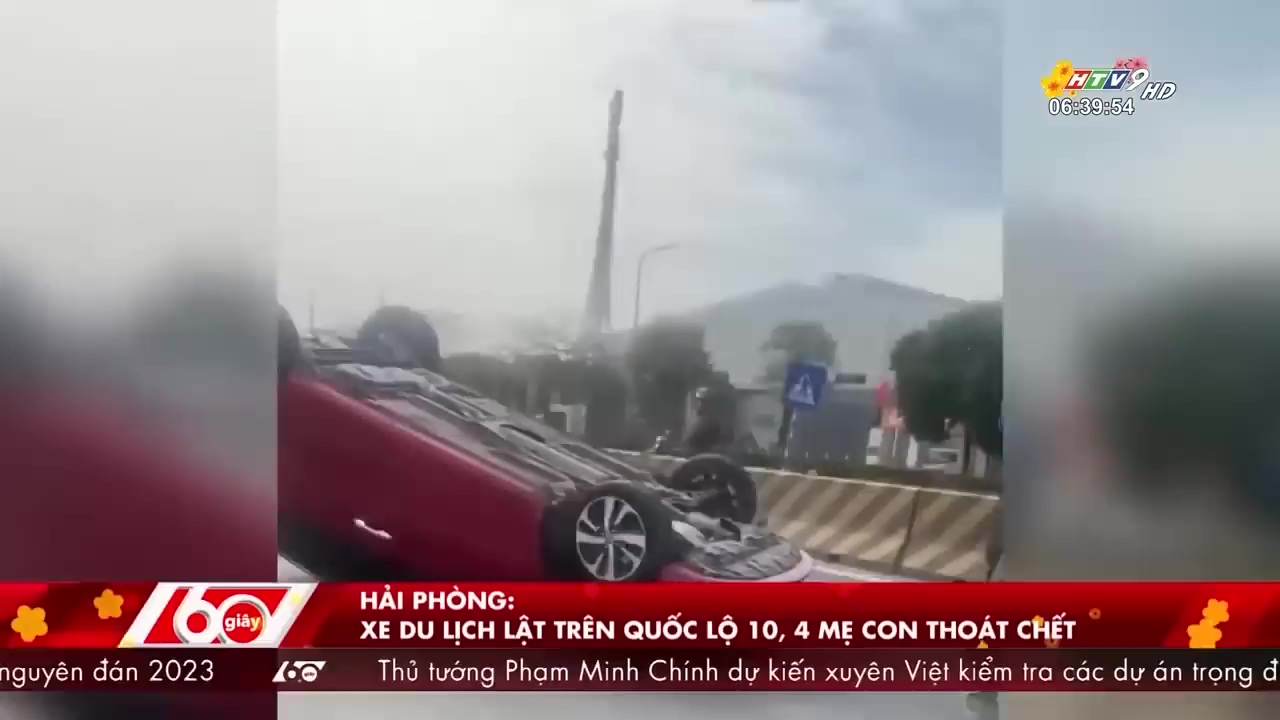 HTV9 HD
06:39:54
60 giây
HẢI PHÒNG:
XE DU LỊCH LẬT TRÊN QUỐC LỘ 10, 4 MẸ CON THOÁT CHẾT
nguyên đán 2023 60 giây Thủ tướng Phạm Minh Chính dự kiến xuyên Việt kiểm tra các dự án trọng đ